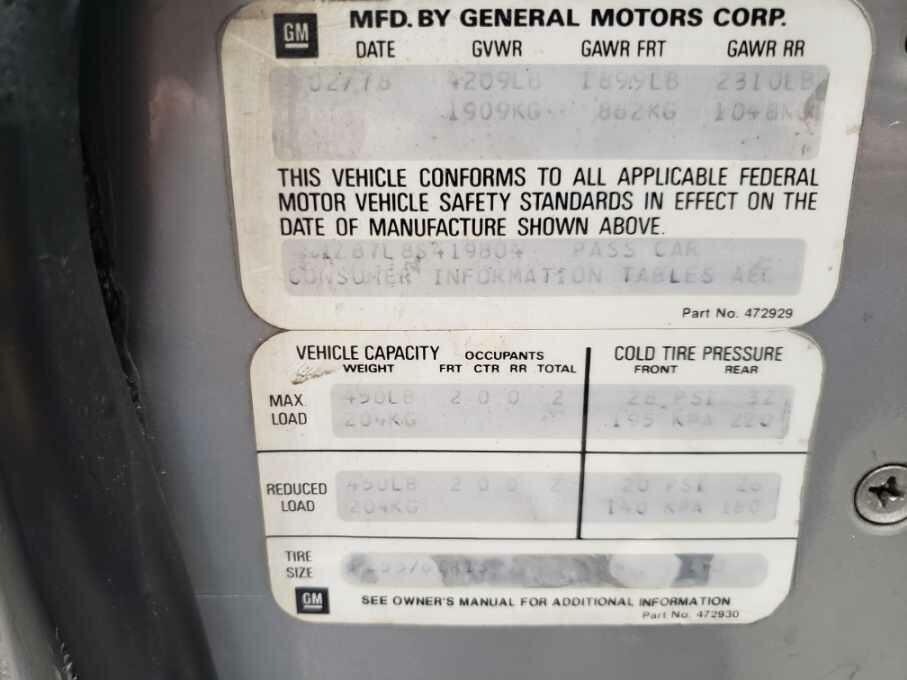 GM
MFD. BY GENERAL MOTORS CORP.
DATE GVWR GAWR FRT GAWR RR
02/78 4209LB 1899LB 2310LB
1909KG 862KG 1048KG
THIS VEHICLE CONFORMS TO ALL APPLICABLE FEDERAL
MOTOR VEHICLE SAFETY STANDARDS IN EFFECT ON THE
DATE OF MANUFACTURE SHOWN ABOVE.
PASS CAR
CONSUMER INFORMATION TABLES
Part No. 472929
VEHICLE CAPACITY OCCUPANTS COLD TIRE PRESSURE
WEIGHT FRT CTR RR TOTAL FRONT REAR
MAX. LOAD 450LB 2 0 0 2 28 PSI 32
204KG 195 KPA 220
REDUCED LOAD 450LB 2 0 0 2 20 PSI 26
204KG 140 KPA 180
TIRE SIZE
GM SEE OWNER'S MANUAL FOR ADDITIONAL INFORMATION
Part No. 472930